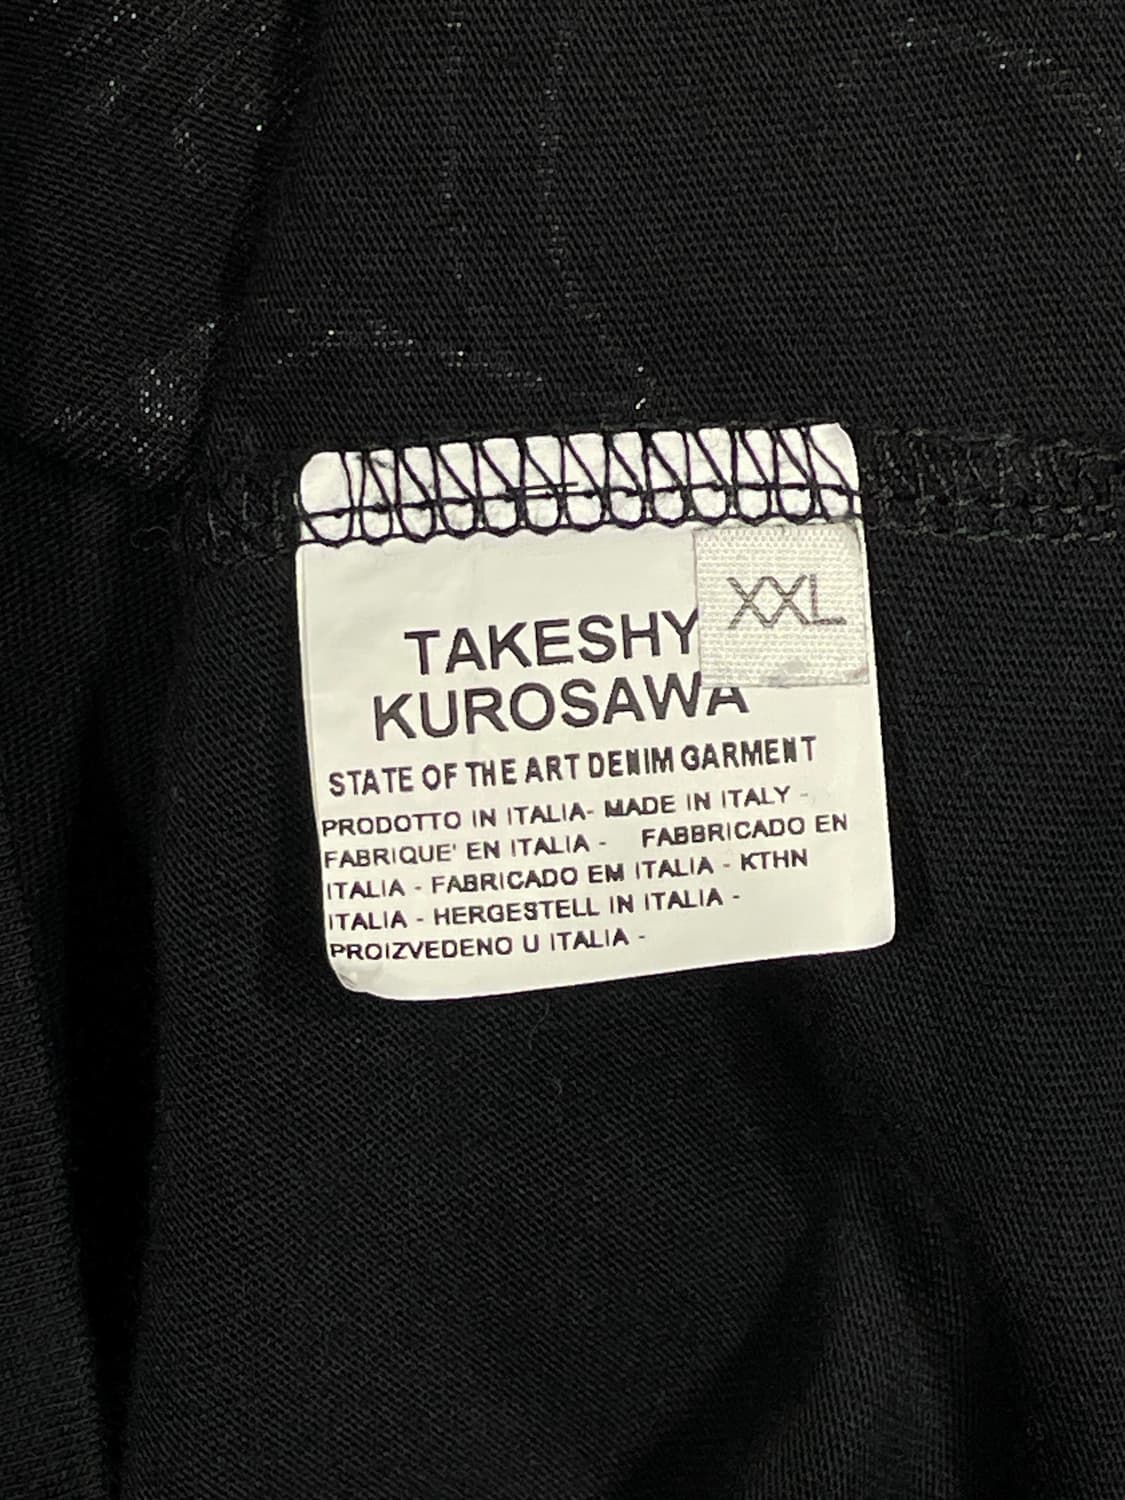 XXL
TAKESHY
KUROSAWA
STATE OF THE ART DENIM GARMENT
PRODOTTO IN ITALIA- MADE IN ITALY -
FABRIQUE' EN ITALIA - FABBRICADO EN
ITALIA - FABRICADO EM ITALIA - KTHN
ITALIA - HERGESTELL IN ITALIA -
PROIZVEDENO U ITALIA -